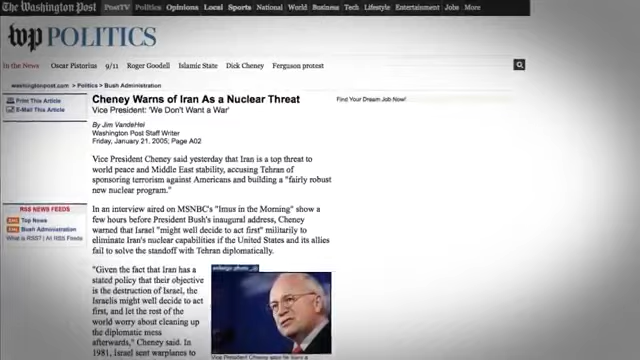 The Washington Post PostTV Politics Opinions Local Sports National World Business Tech Lifestyle Entertainment Jobs More
wp POLITICS
In the News Oscar Pistorius 9/11 Roger Goodell Islamic State Dick Cheney Ferguson protest
washingtonpost.com > Politics > Bush Administration
Print This Article
E-Mail This Article
RSS NEWS FEEDS
Top News
Bush Administration
What is RSS? | All RSS Feeds
Cheney Warns of Iran As a Nuclear Threat
Vice President: 'We Don't Want a War'
By Jim VandeHei
Washington Post Staff Writer
Friday, January 21, 2005; Page A02
Vice President Cheney said yesterday that Iran is a top threat to
world peace and Middle East stability, accusing Tehran of
sponsoring terrorism against Americans and building a "fairly robust
new nuclear program."
In an interview aired on MSNBC's "Imus in the Morning" show a
few hours before President Bush's inaugural address, Cheney
warned that Israel "might well decide to act first" militarily to
eliminate Iran's nuclear capabilities if the United States and its allies
fail to solve the standoff with Tehran diplomatically.
"Given the fact that Iran has a
stated policy that their objective
is the destruction of Israel, the
Israelis might well decide to act
first, and let the rest of the
world worry about cleaning up
the diplomatic mess
afterwards," Cheney said. In
1981, Israel sent warplanes to
enlarge photo
Vice President Cheney says he sees a
Find Your Dream Job Now!